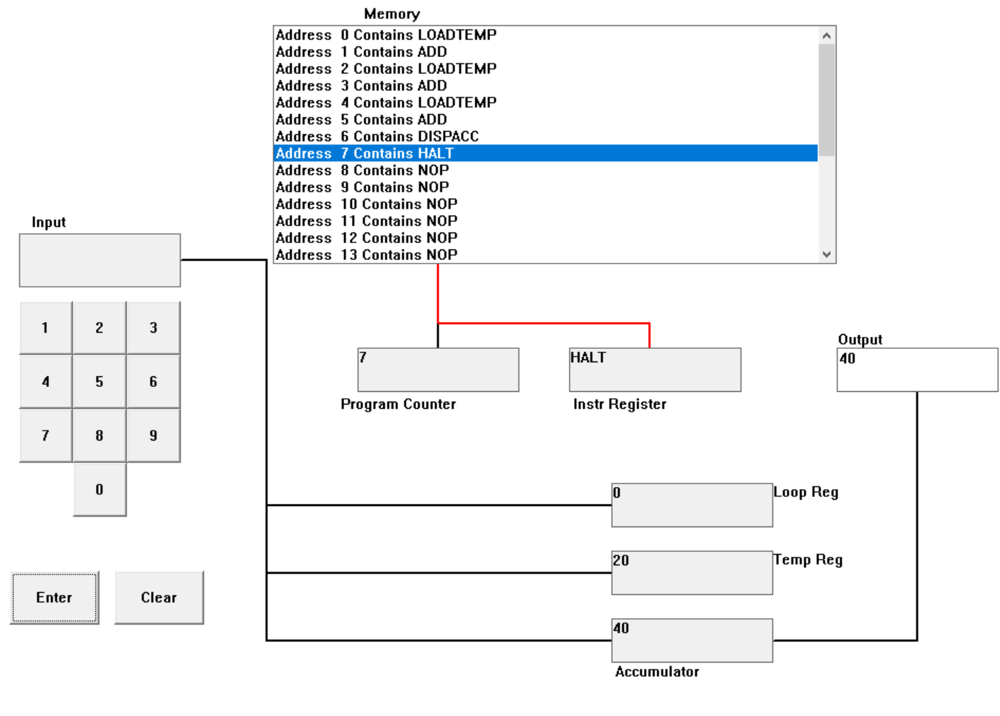 Memory
Address 0 Contains LOADTEMP
Address 1 Contains ADD
Address 2 Contains LOADTEMP
Address 3 Contains ADD
Address 4 Contains LOADTEMP
Address 5 Contains ADD
Address 6 Contains DISPACC
Address 7 Contains HALT
Address 8 Contains NOP
Address 9 Contains NOP
Address 10 Contains NOP
Address 11 Contains NOP
Address 12 Contains NOP
Address 13 Contains NOP
Input
1 2 3
4 5 6
7 8 9
0
Enter Clear
7
Program Counter
HALT
Instr Register
Output
40
0
Loop Reg
20
Temp Reg
40
Accumulator